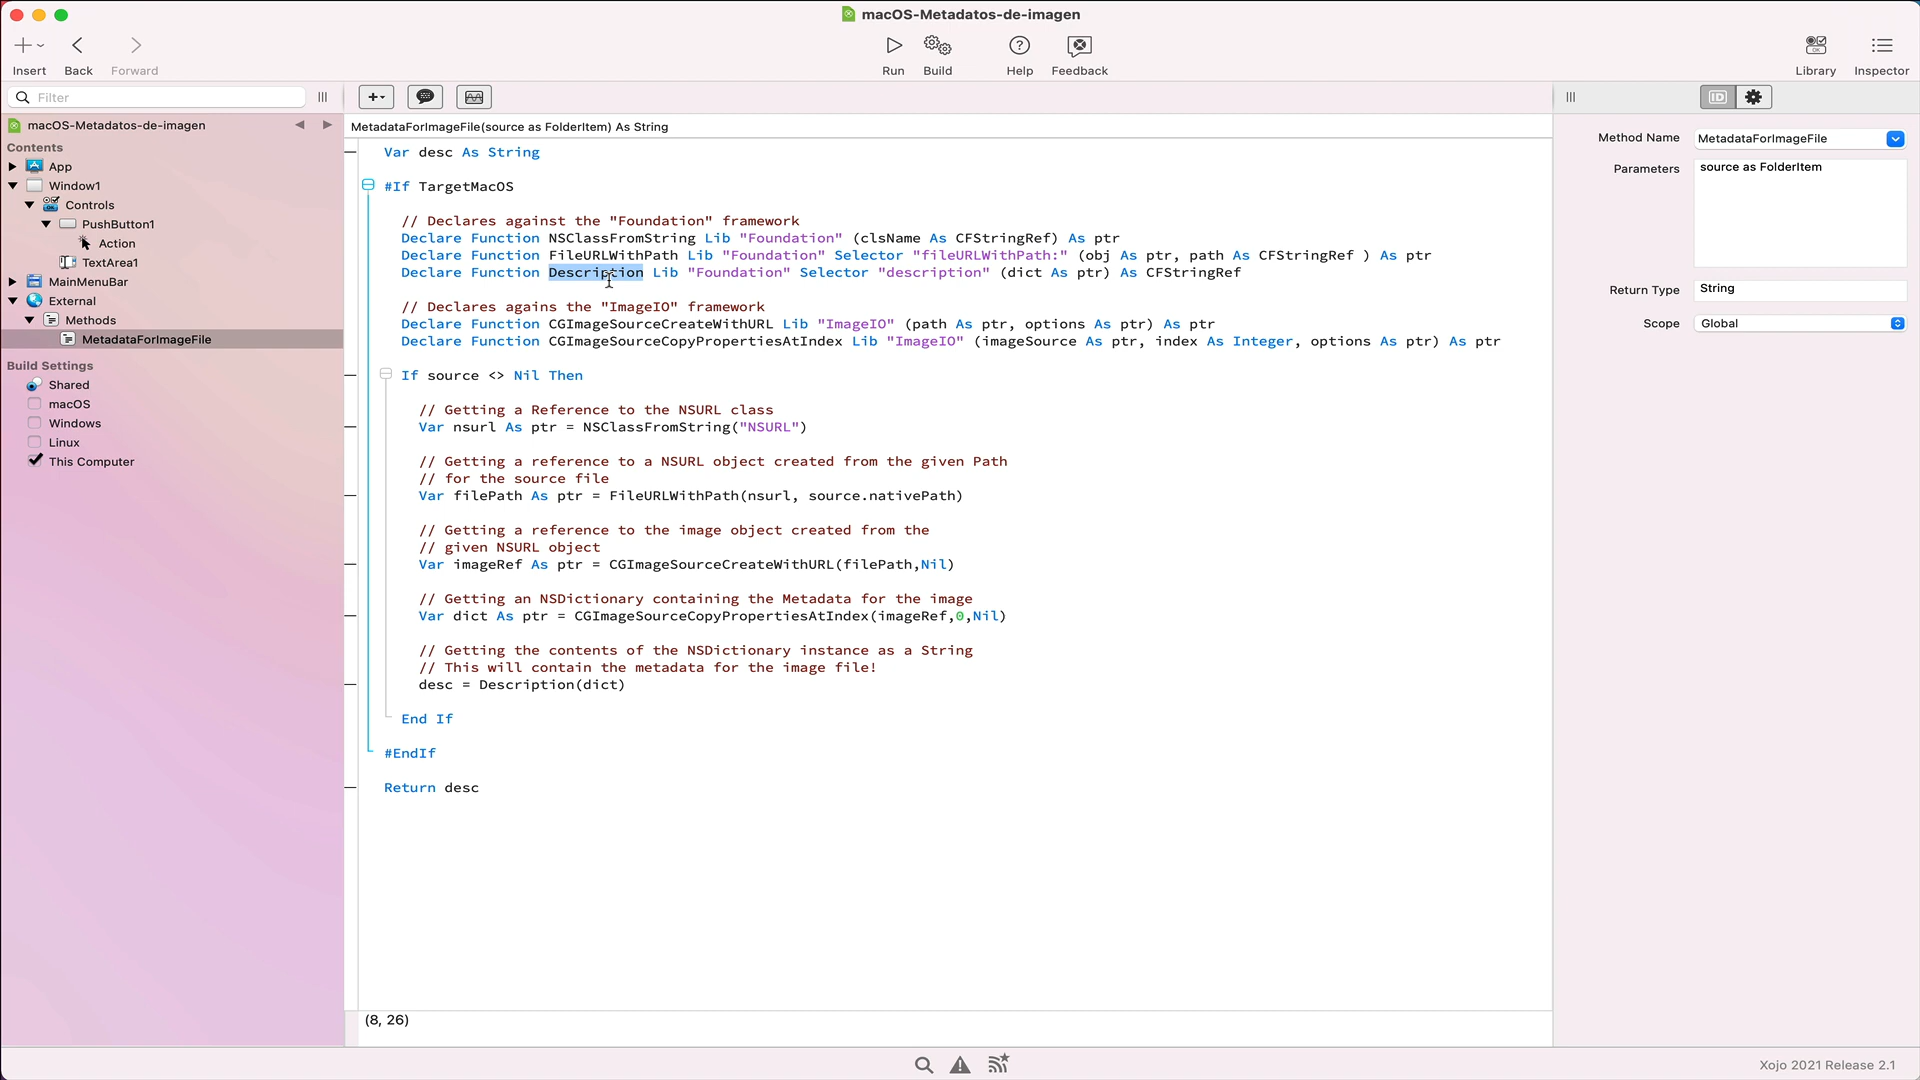 macOS-Metadatos-de-imagen
Insert
Back
Forward
Run
Build
Help
Feedback
Library
Inspector
Filter
macOS-Metadatos-de-imagen
Contents
App
Window1
Controls
PushButton1
Action
TextArea1
MainMenuBar
External
Methods
MetadataForImageFile
Build Settings
Shared
macOS
Windows
Linux
This Computer
MetadataForImageFile(source as FolderItem) As String
Var desc As String
#If TargetMacOS
// Declares against the "Foundation" framework
Declare Function NSClassFromString Lib "Foundation" (clsName As CFStringRef) As ptr
Declare Function FileURLWithPath Lib "Foundation" Selector "fileURLWithPath:" (obj As ptr, path As CFStringRef ) As ptr
Declare Function Description Lib "Foundation" Selector "description" (dict As ptr) As CFStringRef
// Declares agains the "ImageIO" framework
Declare Function CGImageSourceCreateWithURL Lib "ImageIO" (path As ptr, options As ptr) As ptr
Declare Function CGImageSourceCopyPropertiesAtIndex Lib "ImageIO" (imageSource As ptr, index As Integer, options As ptr) As ptr
If source <> Nil Then
// Getting a Reference to the NSURL class
Var nsurl As ptr = NSClassFromString("NSURL")
// Getting a reference to a NSURL object created from the given Path
// for the source file
Var filePath As ptr = FileURLWithPath(nsurl, source.nativePath)
// Getting a reference to the image object created from the
// given NSURL object
Var imageRef As ptr = CGImageSourceCreateWithURL(filePath,Nil)
// Getting an NSDictionary containing the Metadata for the image
Var dict As ptr = CGImageSourceCopyPropertiesAtIndex(imageRef,0,Nil)
// Getting the contents of the NSDictionary instance as a String
// This will contain the metadata for the image file!
desc = Description(dict)
End If
#EndIf
Return desc
(8, 26)
ID
Method Name
MetadataForImageFile
Parameters
source as FolderItem
Return Type
String
Scope
Global
Xojo 2021 Release 2.1